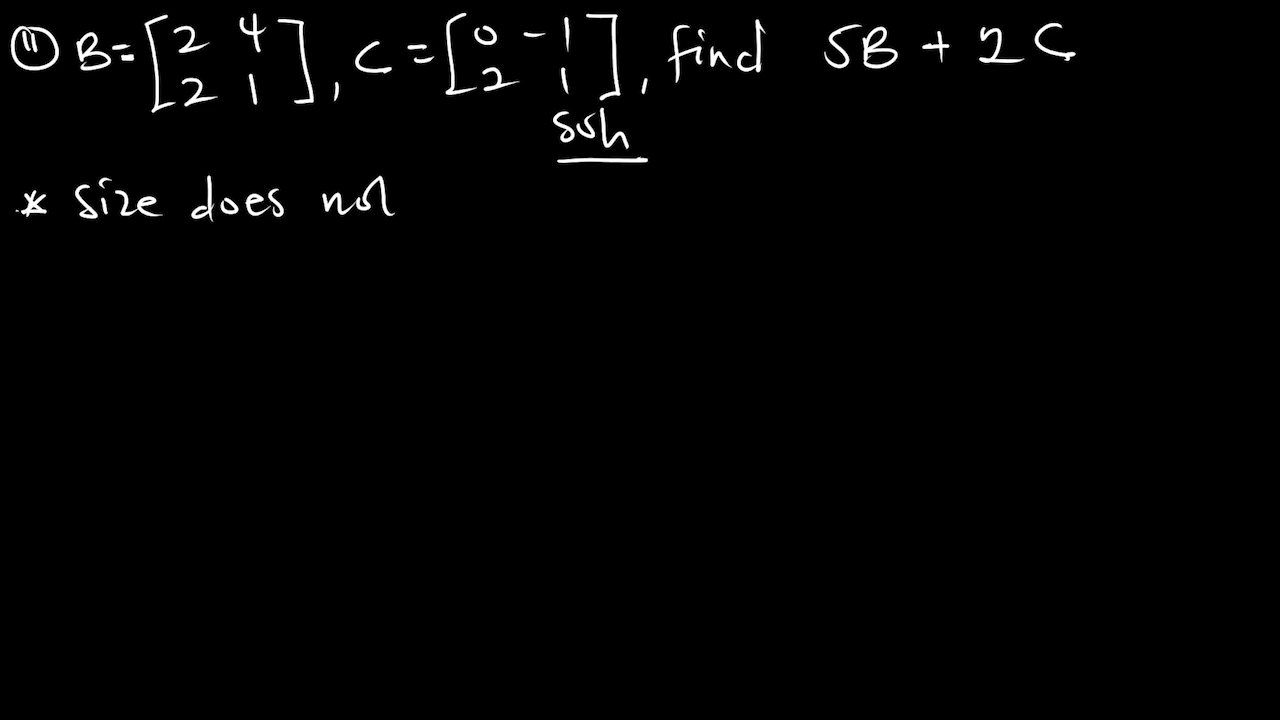 ⑪ B = [2 4 2 1], C = [0 -1 2 1], find 5B + 2C
soln
* size does not